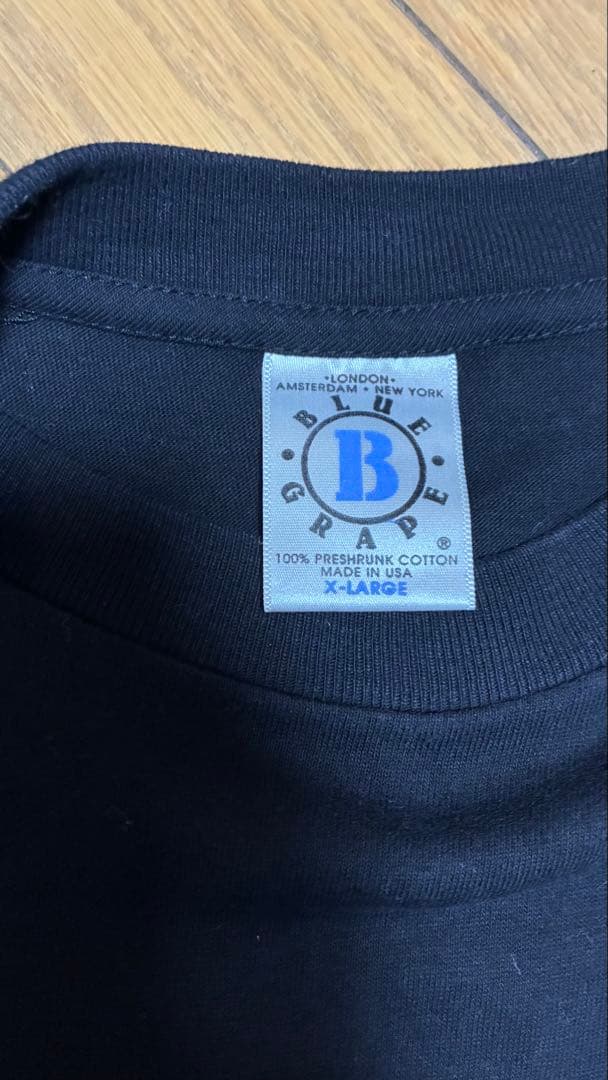 •LONDON•
AMSTERDAM • NEW YORK
• BLUE •
B
GRAPE
®
100% PRESHRUNK COTTON
MADE IN USA
X-LARGE